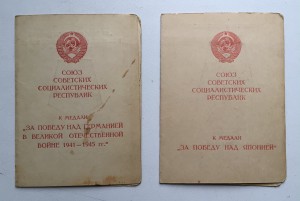 СОЮЗ
СОВЕТСКИХ
СОЦИАЛИСТИЧЕСКИХ
РЕСПУБЛИК
К МЕДАЛИ
„ЗА ПОБЕДУ НАД ГЕРМАНИЕЙ
В ВЕЛИКОЙ ОТЕЧЕСТВЕННОЙ
ВОЙНЕ 1941–1945 гг."
СОЮЗ
СОВЕТСКИХ
СОЦИАЛИСТИЧЕСКИХ
РЕСПУБЛИК
К МЕДАЛИ
„ЗА ПОБЕДУ НАД ЯПОНИЕЙ"